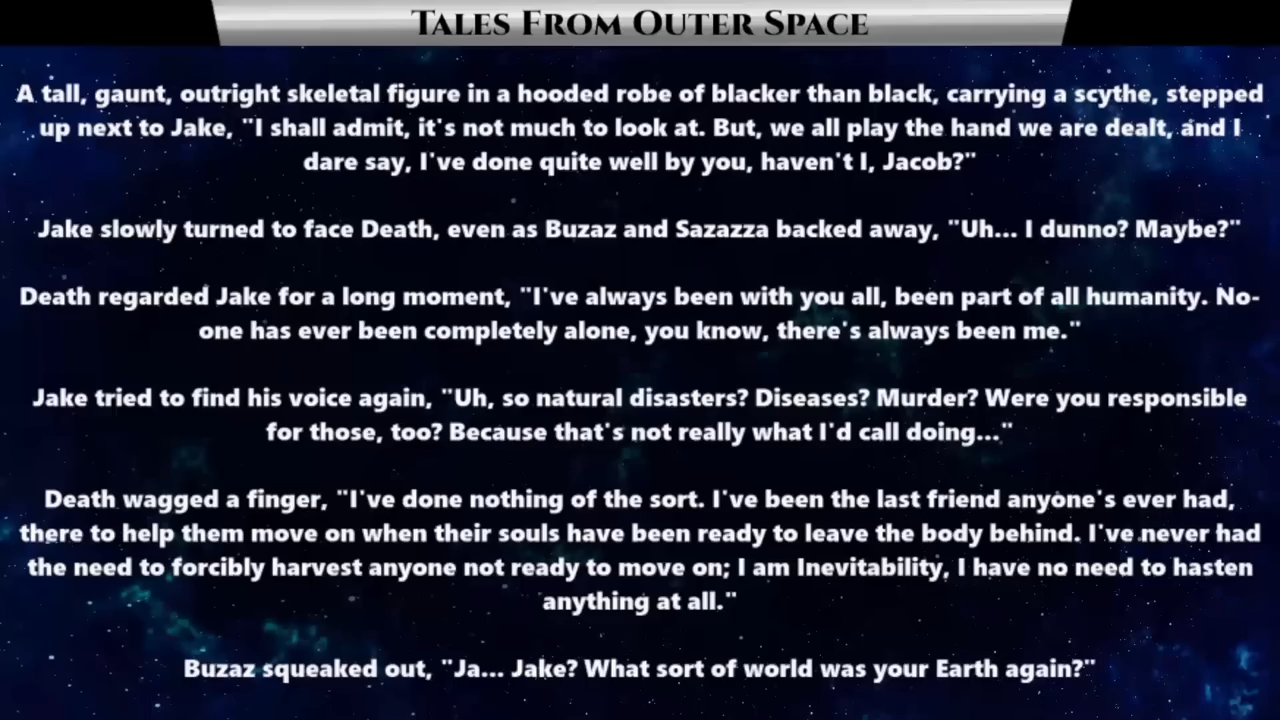 Tales From Outer Space
A tall, gaunt, outright skeletal figure in a hooded robe of blacker than black, carrying a scythe, stepped
up next to Jake, "I shall admit, it's not much to look at. But, we all play the hand we are dealt, and I
dare say, I've done quite well by you, haven't I, Jacob?"
Jake slowly turned to face Death, even as Buzaz and Sazazza backed away, "Uh... I dunno? Maybe?"
Death regarded Jake for a long moment, "I've always been with you all, been part of all humanity. No-
one has ever been completely alone, you know, there's always been me."
Jake tried to find his voice again, "Uh, so natural disasters? Diseases? Murder? Were you responsible
for those, too? Because that's not really what I'd call doing..."
Death wagged a finger, "I've done nothing of the sort. I've been the last friend anyone's ever had,
there to help them move on when their souls have been ready to leave the body behind. I've never had
the need to forcibly harvest anyone not ready to move on; I am Inevitability, I have no need to hasten
anything at all."
Buzaz squeaked out, "Ja... Jake? What sort of world was your Earth again?"